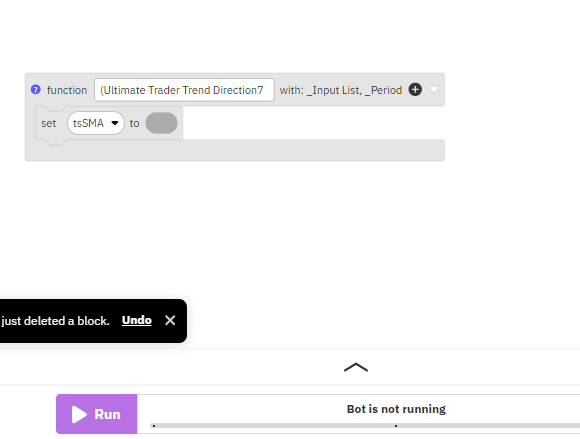 ? function (Ultimate Trader Trend Direction7 with: _Input List, _Period
set tsSMA to
just deleted a block. Undo
Run
Bot is not running